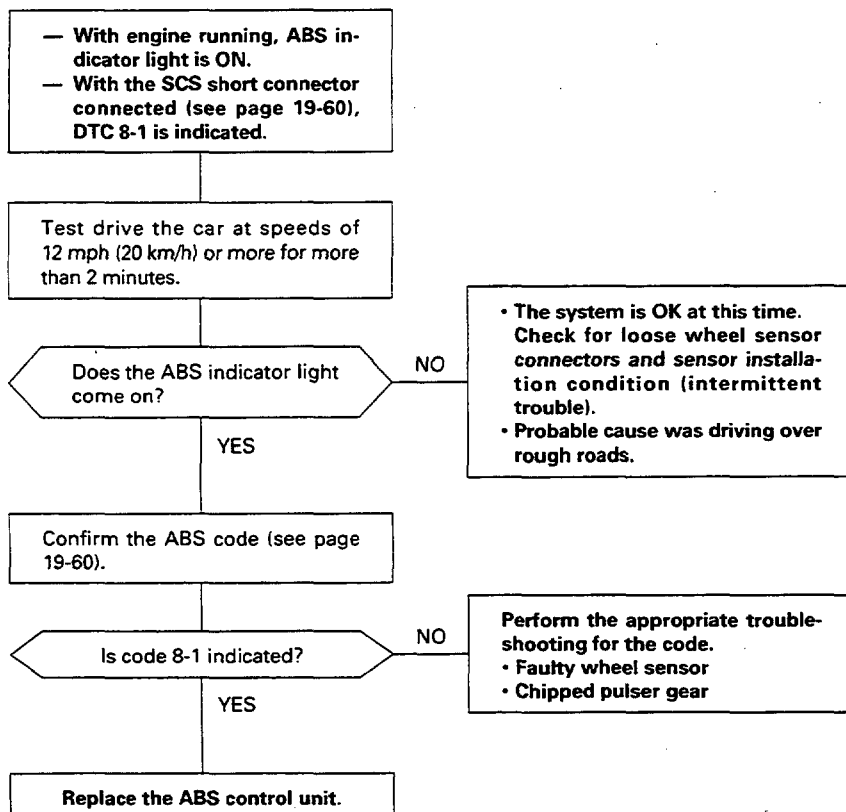 — With engine running, ABS in-
dicator light is ON.
— With the SCS short connector
connected (see page 19-60),
DTC 8-1 is indicated.
Test drive the car at speeds of
12 mph (20 km/h) or more for more
than 2 minutes.
Does the ABS indicator light
come on?
NO
• The system is OK at this time.
Check for loose wheel sensor
connectors and sensor installa-
tion condition (intermittent
trouble).
• Probable cause was driving over
rough roads.
YES
Confirm the ABS code (see page
19-60).
Is code 8-1 indicated?
NO
Perform the appropriate trouble-
shooting for the code.
• Faulty wheel sensor
• Chipped pulser gear
YES
Replace the ABS control unit.